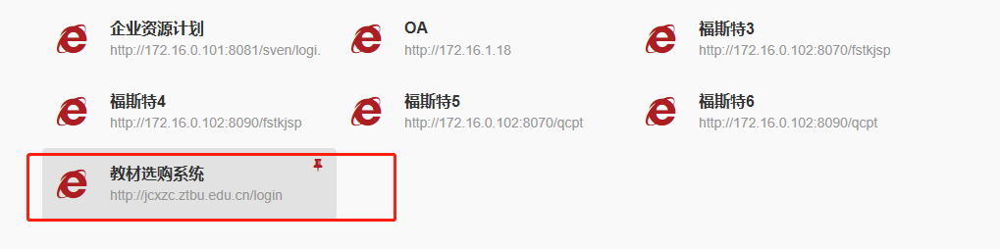 企业资源计划
http://172.16.0.101:8081/sven/logi.
OA
http://172.16.1.18
福斯特3
http://172.16.0.102:8070/fstkjsp
福斯特4
http://172.16.0.102:8090/fstkjsp
福斯特5
http://172.16.0.102:8070/qcpt
福斯特6
http://172.16.0.102:8090/qcpt
教材选购系统
http://jcxzc.ztbu.edu.cn/login